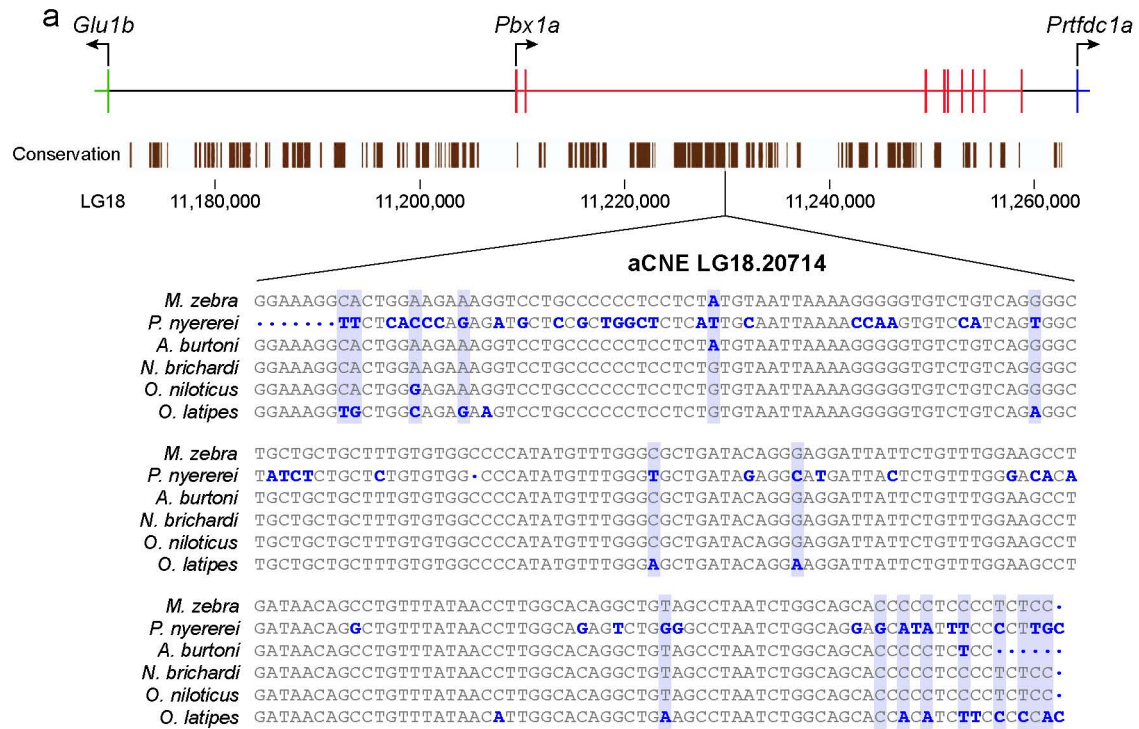 a
Glu1b Pbx1a Prtfdc1a
Conservation
LG18 11,180,000 11,200,000 11,220,000 11,240,000 11,260,000
aCNE LG18.20714
M. zebra GGAAAGGCACTGGAAGAAAGGTCCTGCCCCCCTCCTCTATGTAATTAAAAGGGGGTGTCTGTCAGGGGC
P. nyererei ·······TTCTCACCCAGAGATGCTCCGCTGGCTCTCATTGCAATTAAAACCAAGTGTCCATCAGTGGC
A. burtoni GGAAAGGCACTGGAAGAAAGGTCCTGCCCCCCTCCTCTATGTAATTAAAAGGGGGTGTCTGTCAGGGGC
N. brichardi GGAAAGGCACTGGAAGAAAGGTCCTGCCCCCCTCCTCTGTGTAATTAAAAGGGGGTGTCTGTCAGGGGC
O. niloticus GGAAAGGCACTGGGAGAAAGGTCCTGCCCCCCTCCTCTGTGTAATTAAAAGGGGGTGTCTGTCAGGGGC
O. latipes GGAAAGGTGCTGGCAGAGAAGTCCTGCCCCCCTCCTCTGTGTAATTAAAAGGGGGTGTCTGTCAGAGGC
M. zebra TGCTGCTGCTTTGTGTGGCCCCATATGTTTGGGCGCTGATACAGGGAGGATTATTCTGTTTGGAAGCCT
P. nyererei TATCTCTGCTCTGTGTGG·CCCATATGTTTGGGTGCTGATAGAGGCATGATTACTCTGTTTGGGACACA
A. burtoni TGCTGCTGCTTTGTGTGGCCCCATATGTTTGGGCGCTGATACAGGGAGGATTATTCTGTTTGGAAGCCT
N. brichardi TGCTGCTGCTTTGTGTGGCCCCATATGTTTGGGCGCTGATACAGGGAGGATTATTCTGTTTGGAAGCCT
O. niloticus TGCTGCTGCTTTGTGTGGCCCCATATGTTTGGGCGCTGATACAGGGAGGATTATTCTGTTTGGAAGCCT
O. latipes TGCTGCTGCTTTGTGTGGCCCCATATGTTTGGGAGCTGATACAGGAAGGATTATTCTGTTTGGAAGCCT
M. zebra GATAACAGCCTGTTTATAACCTTGGCACAGGCTGTAGCCTAATCTGGCAGCACCCCCTCCCCTCTCC·
P. nyererei GATAACAGGCTGTTTATAACCTTGGCAGAGTCTGGGGCCTAATCTGGCAGGAGCATATTTCCCCTTGC
A. burtoni GATAACAGCCTGTTTATAACCTTGGCACAGGCTGTAGCCTAATCTGGCAGCACCCCCTCTCC······
N. brichardi GATAACAGCCTGTTTATAACCTTGGCACAGGCTGTAGCCTAATCTGGCAGCACCCCCTCCCCTCTCC·
O. niloticus GATAACAGCCTGTTTATAACCTTGGCACAGGCTGTAGCCTAATCTGGCAGCACCCCCTCCCCTCTCC·
O. latipes GATAACAGCCTGTTTATAACATTGGCACAGGCTGAAGCCTAATCTGGCAGCACCACATCTTCCCCCAC